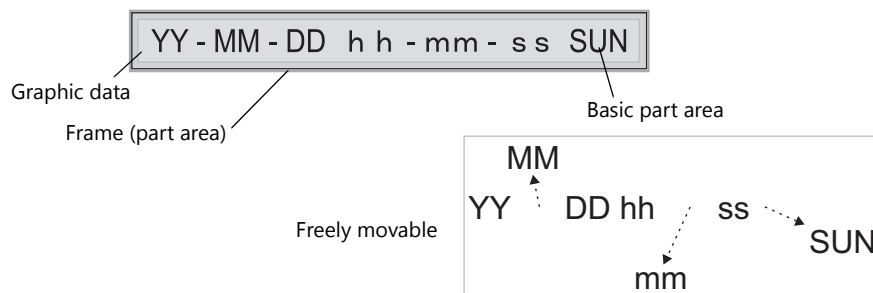 YY - MM - DD h h - mm - s s SUN
Graphic data
Basic part area
Frame (part area)
MM
YY DD hh ss
Freely movable
SUN
mm